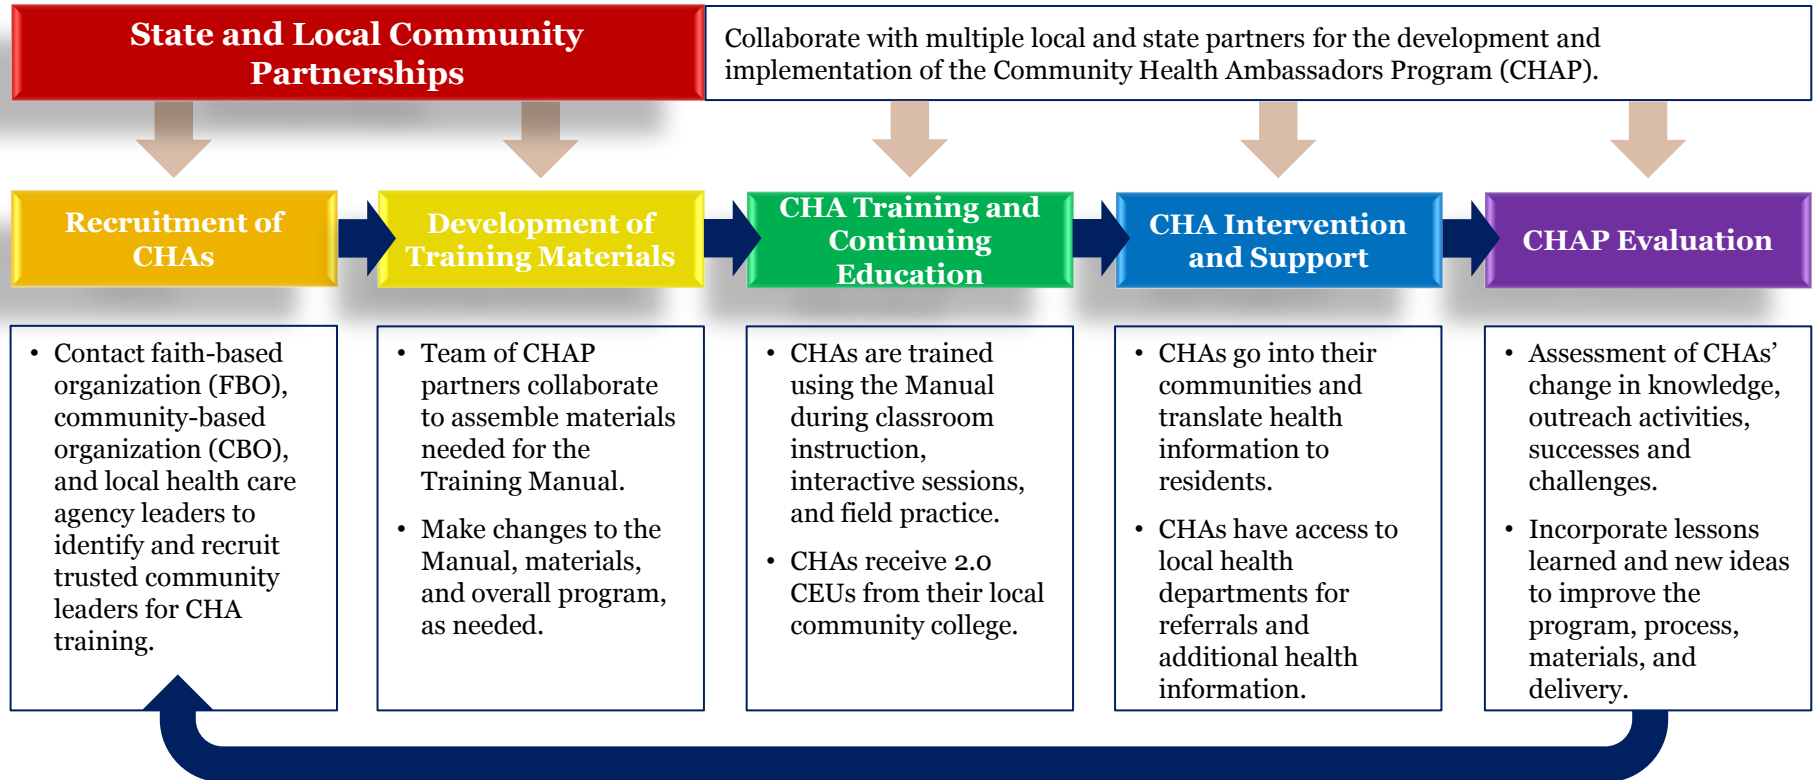 State and Local Community
Partnerships
Collaborate with multiple local and state partners for the development and
implementation of the Community Health Ambassadors Program (CHAP).
Recruitment of
CHAs
Development of
Training Materials
CHA Training and
Continuing
Education
CHA Intervention
and Support
CHAP Evaluation
• Contact faith-based
organization (FBO),
community-based
organization (CBO),
and local health care
agency leaders to
identify and recruit
trusted community
leaders for CHA
training.
• Team of CHAP
partners collaborate
to assemble materials
needed for the
Training Manual.
• Make changes to the
Manual, materials,
and overall program,
as needed.
• CHAs are trained
using the Manual
during classroom
instruction,
interactive sessions,
and field practice.
• CHAs receive 2.0
CEUs from their local
community college.
• CHAs go into their
communities and
translate health
information to
residents.
• CHAs have access to
local health
departments for
referrals and
additional health
information.
• Assessment of CHAs’
change in knowledge,
outreach activities,
successes and
challenges.
• Incorporate lessons
learned and new ideas
to improve the
program, process,
materials, and
delivery.